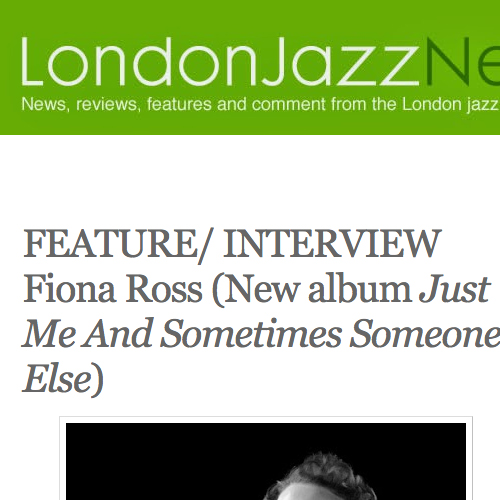 LondonJazzNe
News, reviews, features and comment from the London jazz
FEATURE/ INTERVIEW
Fiona Ross (New album Just
Me And Sometimes Someone
Else)